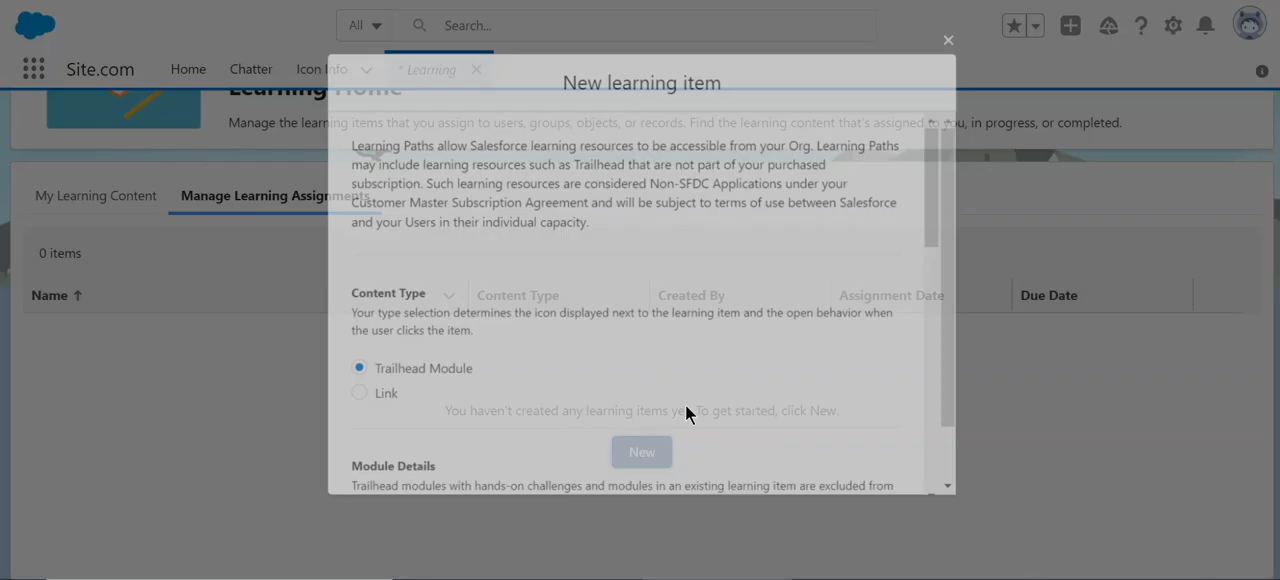 All
Search...
Site.com
Home
Chatter
Icon Info
* Learning
Learning Home
Manage the learning items that you assign to users, groups, objects, or records. Find the learning content that's assigned to you, in progress, or completed.
My Learning Content
Manage Learning Assignments
0 items
Name
Content Type
Created By
Assignment Date
Due Date
You haven't created any learning items yet. To get started, click New.
New
New learning item
Learning Paths allow Salesforce learning resources to be accessible from your Org. Learning Paths
may include learning resources such as Trailhead that are not part of your purchased
subscription. Such learning resources are considered Non-SFDC Applications under your
Customer Master Subscription Agreement and will be subject to terms of use between Salesforce
and your Users in their individual capacity.
Content Type
Your type selection determines the icon displayed next to the learning item and the open behavior when
the user clicks the item.
Trailhead Module
Link
Module Details
Trailhead modules with hands-on challenges and modules in an existing learning item are excluded from